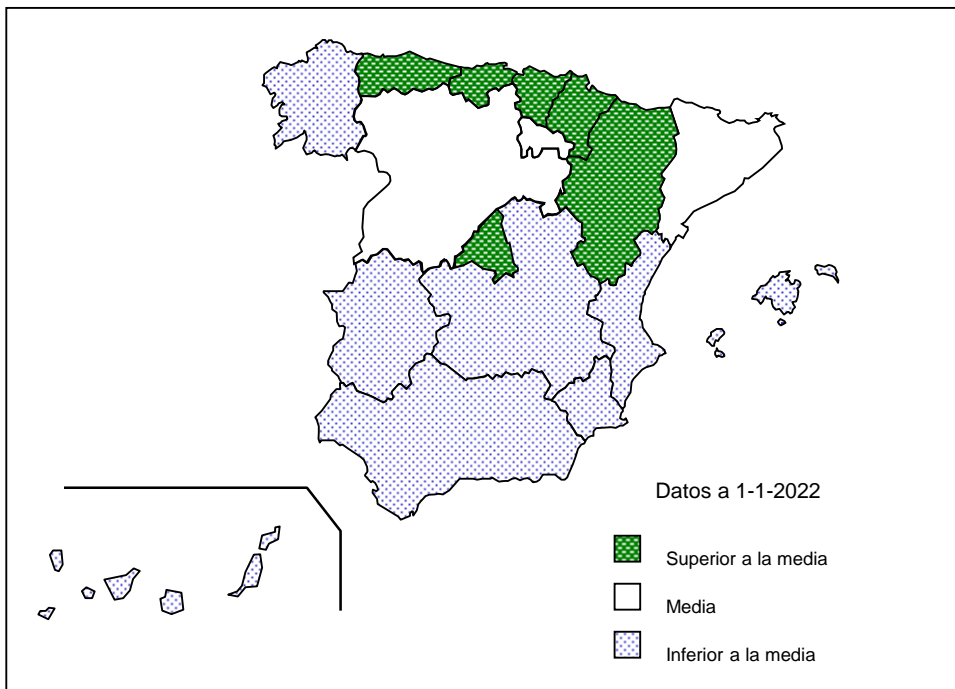 Datos a 1-1-2022
Superior a la media
Media
Inferior a la media